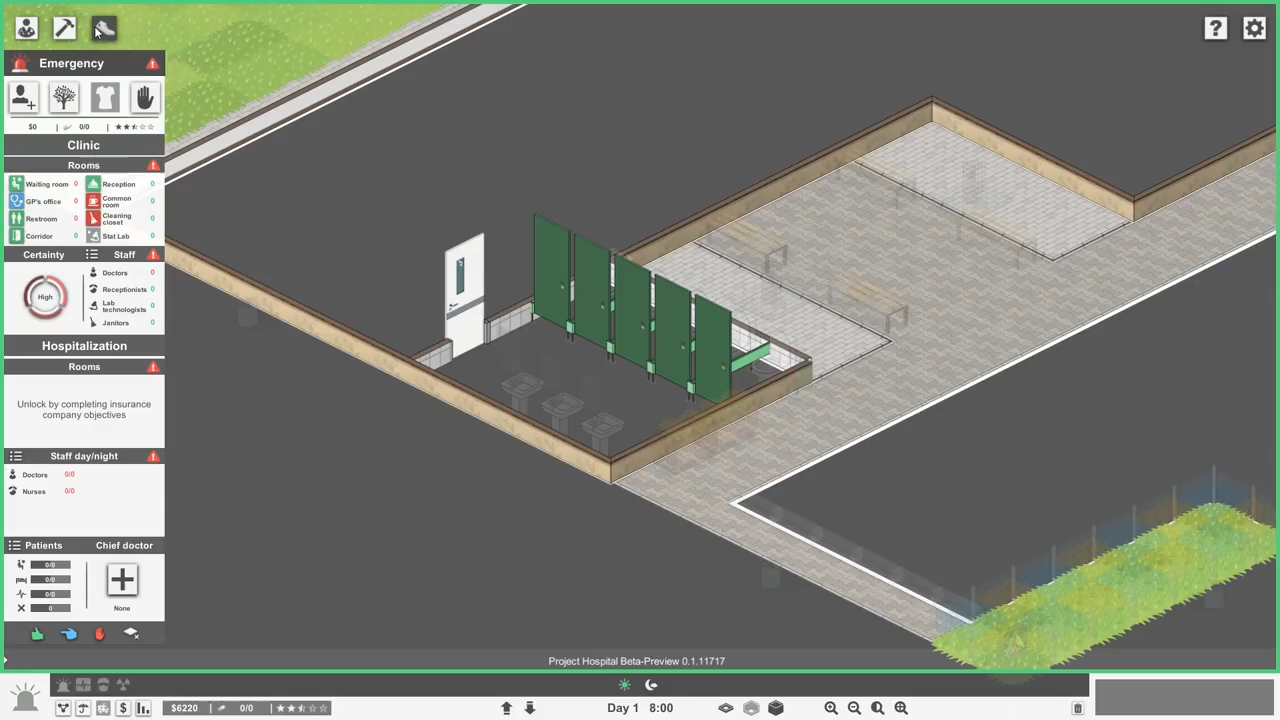 ?
Emergency
$0 | 0/0 |
Clinic
Rooms
Waiting room 0 Reception 0
GP's office 0 Common room 0
Restroom 0 Cleaning closet 0
Corridor 0 Stat Lab 0
Certainty Staff
High
Doctors 0
Receptionists 0
Lab technologists 0
Janitors 0
Hospitalization
Rooms
Unlock by completing insurance
company objectives
Staff day/night
Doctors 0/0
Nurses 0/0
Patients Chief doctor
0/0
0/0
0/0
0
None
Project Hospital Beta-Preview 0.1.11717
$6220 0/0
Day 1 8:00